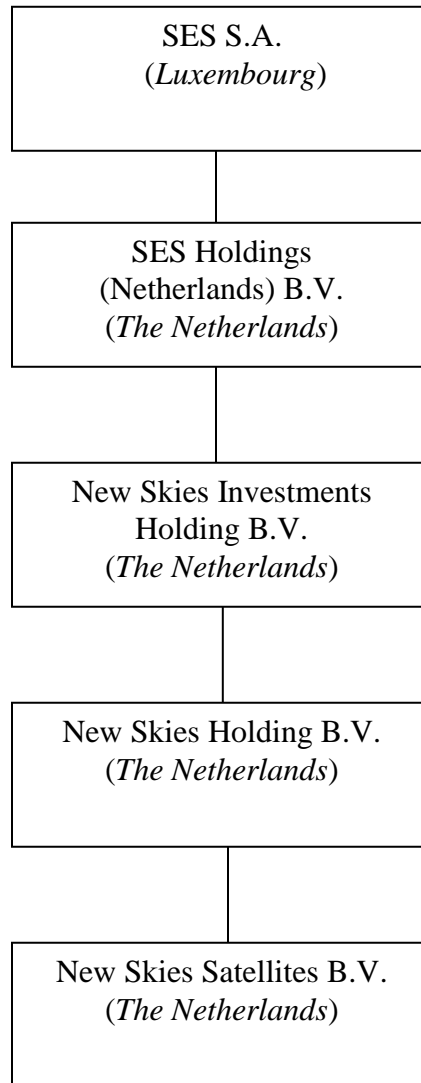 SES S.A.
(Luxembourg)
SES Holdings
(Netherlands) B.V.
(The Netherlands)
New Skies Investments
Holding B.V.
(The Netherlands)
New Skies Holding B.V.
(The Netherlands)
New Skies Satellites B.V.
(The Netherlands)